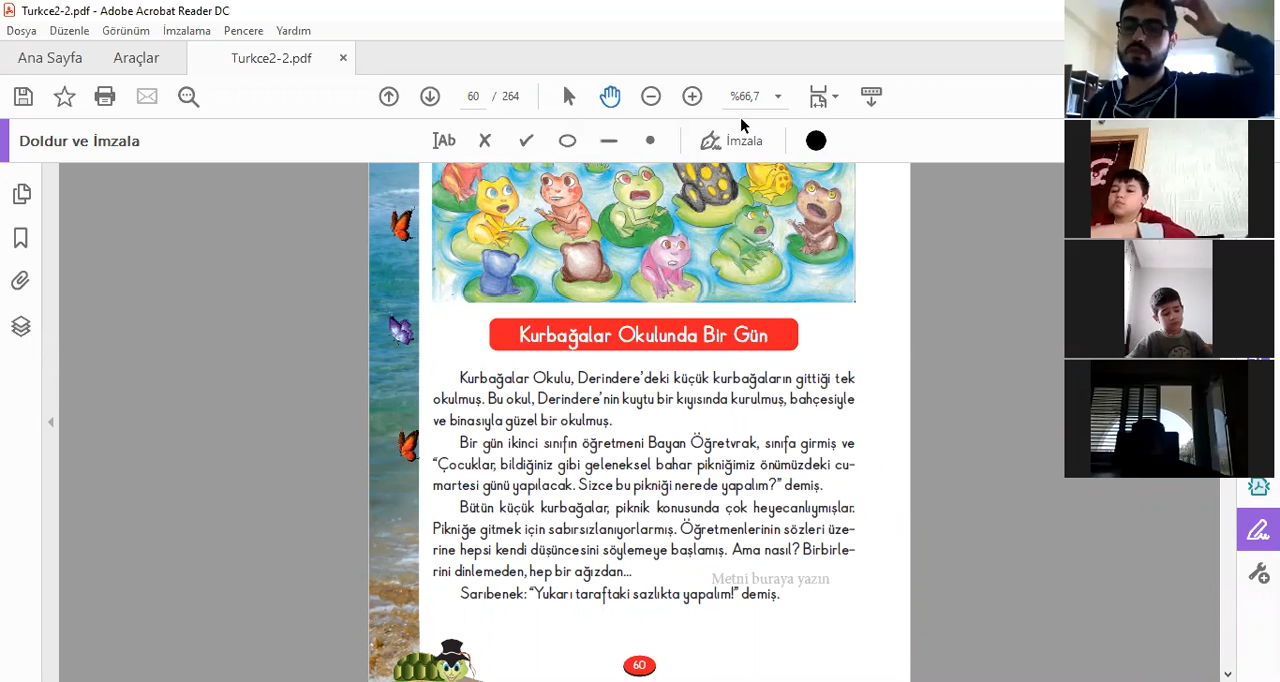 Turkce2-2.pdf - Adobe Acrobat Reader DC
Dosya Düzenle Görünüm İmzalama Pencere Yardım
Ana Sayfa Araçlar Turkce2-2.pdf ×
60 / 264 %66,7
Doldur ve İmzala Ab İmzala
Kurbağalar Okulunda Bir Gün
Kurbağalar Okulu, Derindere'deki küçük kurbağaların gittiği tek
okulmuş. Bu okul, Derindere'nin kuytu bir kıyısında kurulmuş, bahçesiyle
ve binasıyla güzel bir okulmuş.
Bir gün ikinci sınıfın öğretmeni Bayan Öğretvrak, sınıfa girmiş ve
"Çocuklar, bildiğiniz gibi geleneksel bahar pikniğimiz önümüzdeki cu-
martesi günü yapılacak. Sizce bu pikniği nerede yapalım?" demiş.
Bütün küçük kurbağalar, piknik konusunda çok heyecanlıymışlar.
Pikniğe gitmek için sabırsızlanıyorlarmış. Öğretmenlerinin sözleri üze-
rine hepsi kendi düşüncesini söylemeye başlamış. Ama nasıl? Birbirle-
rini dinlemeden, hep bir ağızdan...
Metni buraya yazın
Sarıbenek: "Yukarı taraftaki sazlıkta yapalım!" demiş.
60